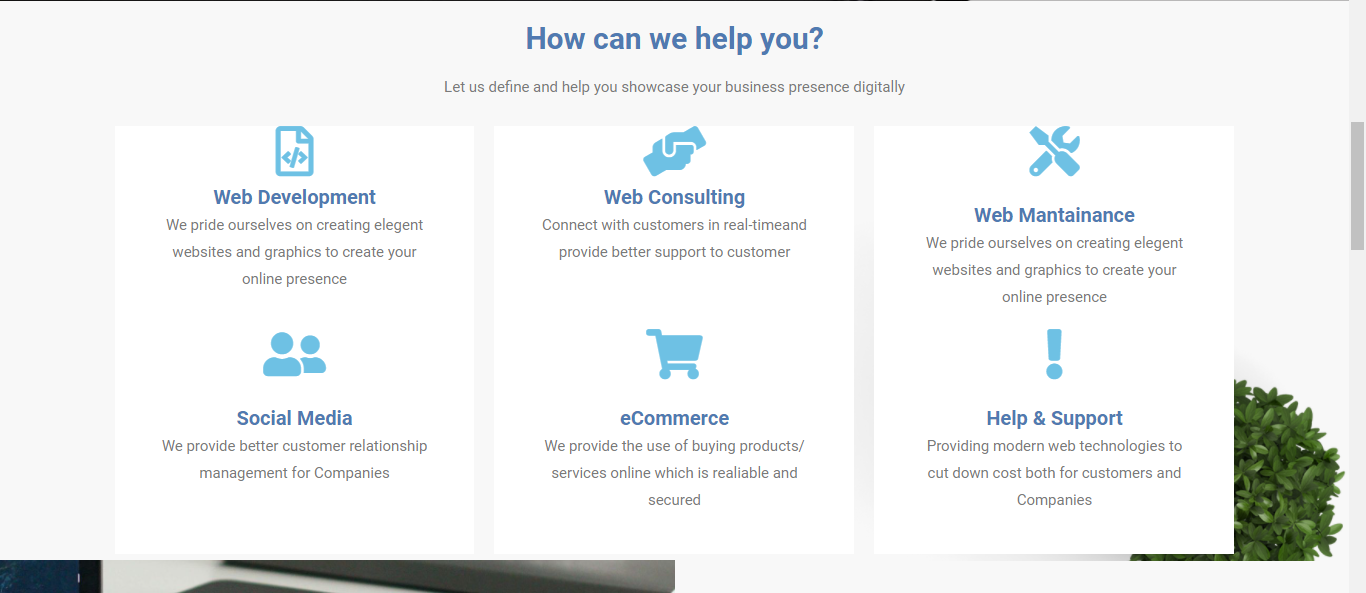 How can we help you?
Let us define and help you showcase your business presence digitally
Web Development
We pride ourselves on creating elegent
websites and graphics to create your
online presence
Web Consulting
Connect with customers in real-timeand
provide better support to customer
Web Mantainance
We pride ourselves on creating elegent
websites and graphics to create your
online presence
Social Media
We provide better customer relationship
management for Companies
eCommerce
We provide the use of buying products/
services online which is realiable and
secured
Help & Support
Providing modern web technologies to
cut down cost both for customers and
Companies